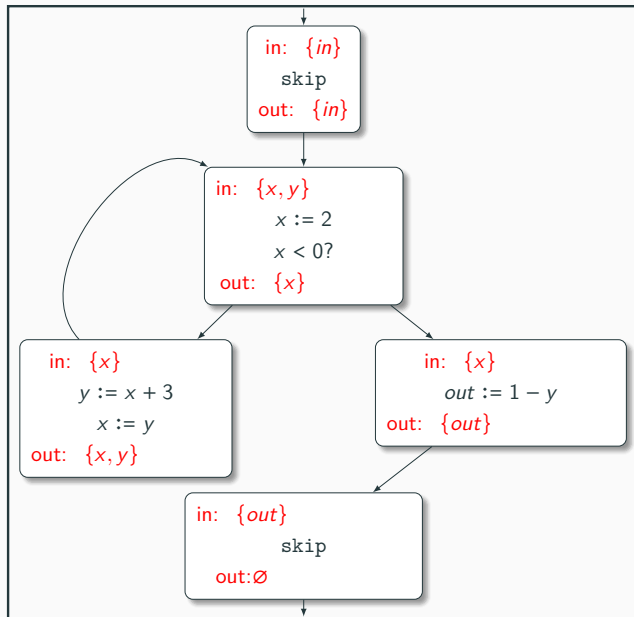 in: {in}
skip
out: {in}
in: {x, y}
x := 2
x < 0?
out: {x}
in: {x}
y := x + 3
x := y
out: {x, y}
in: {x}
out := 1 − y
out: {out}
in: {out}
skip
out:∅